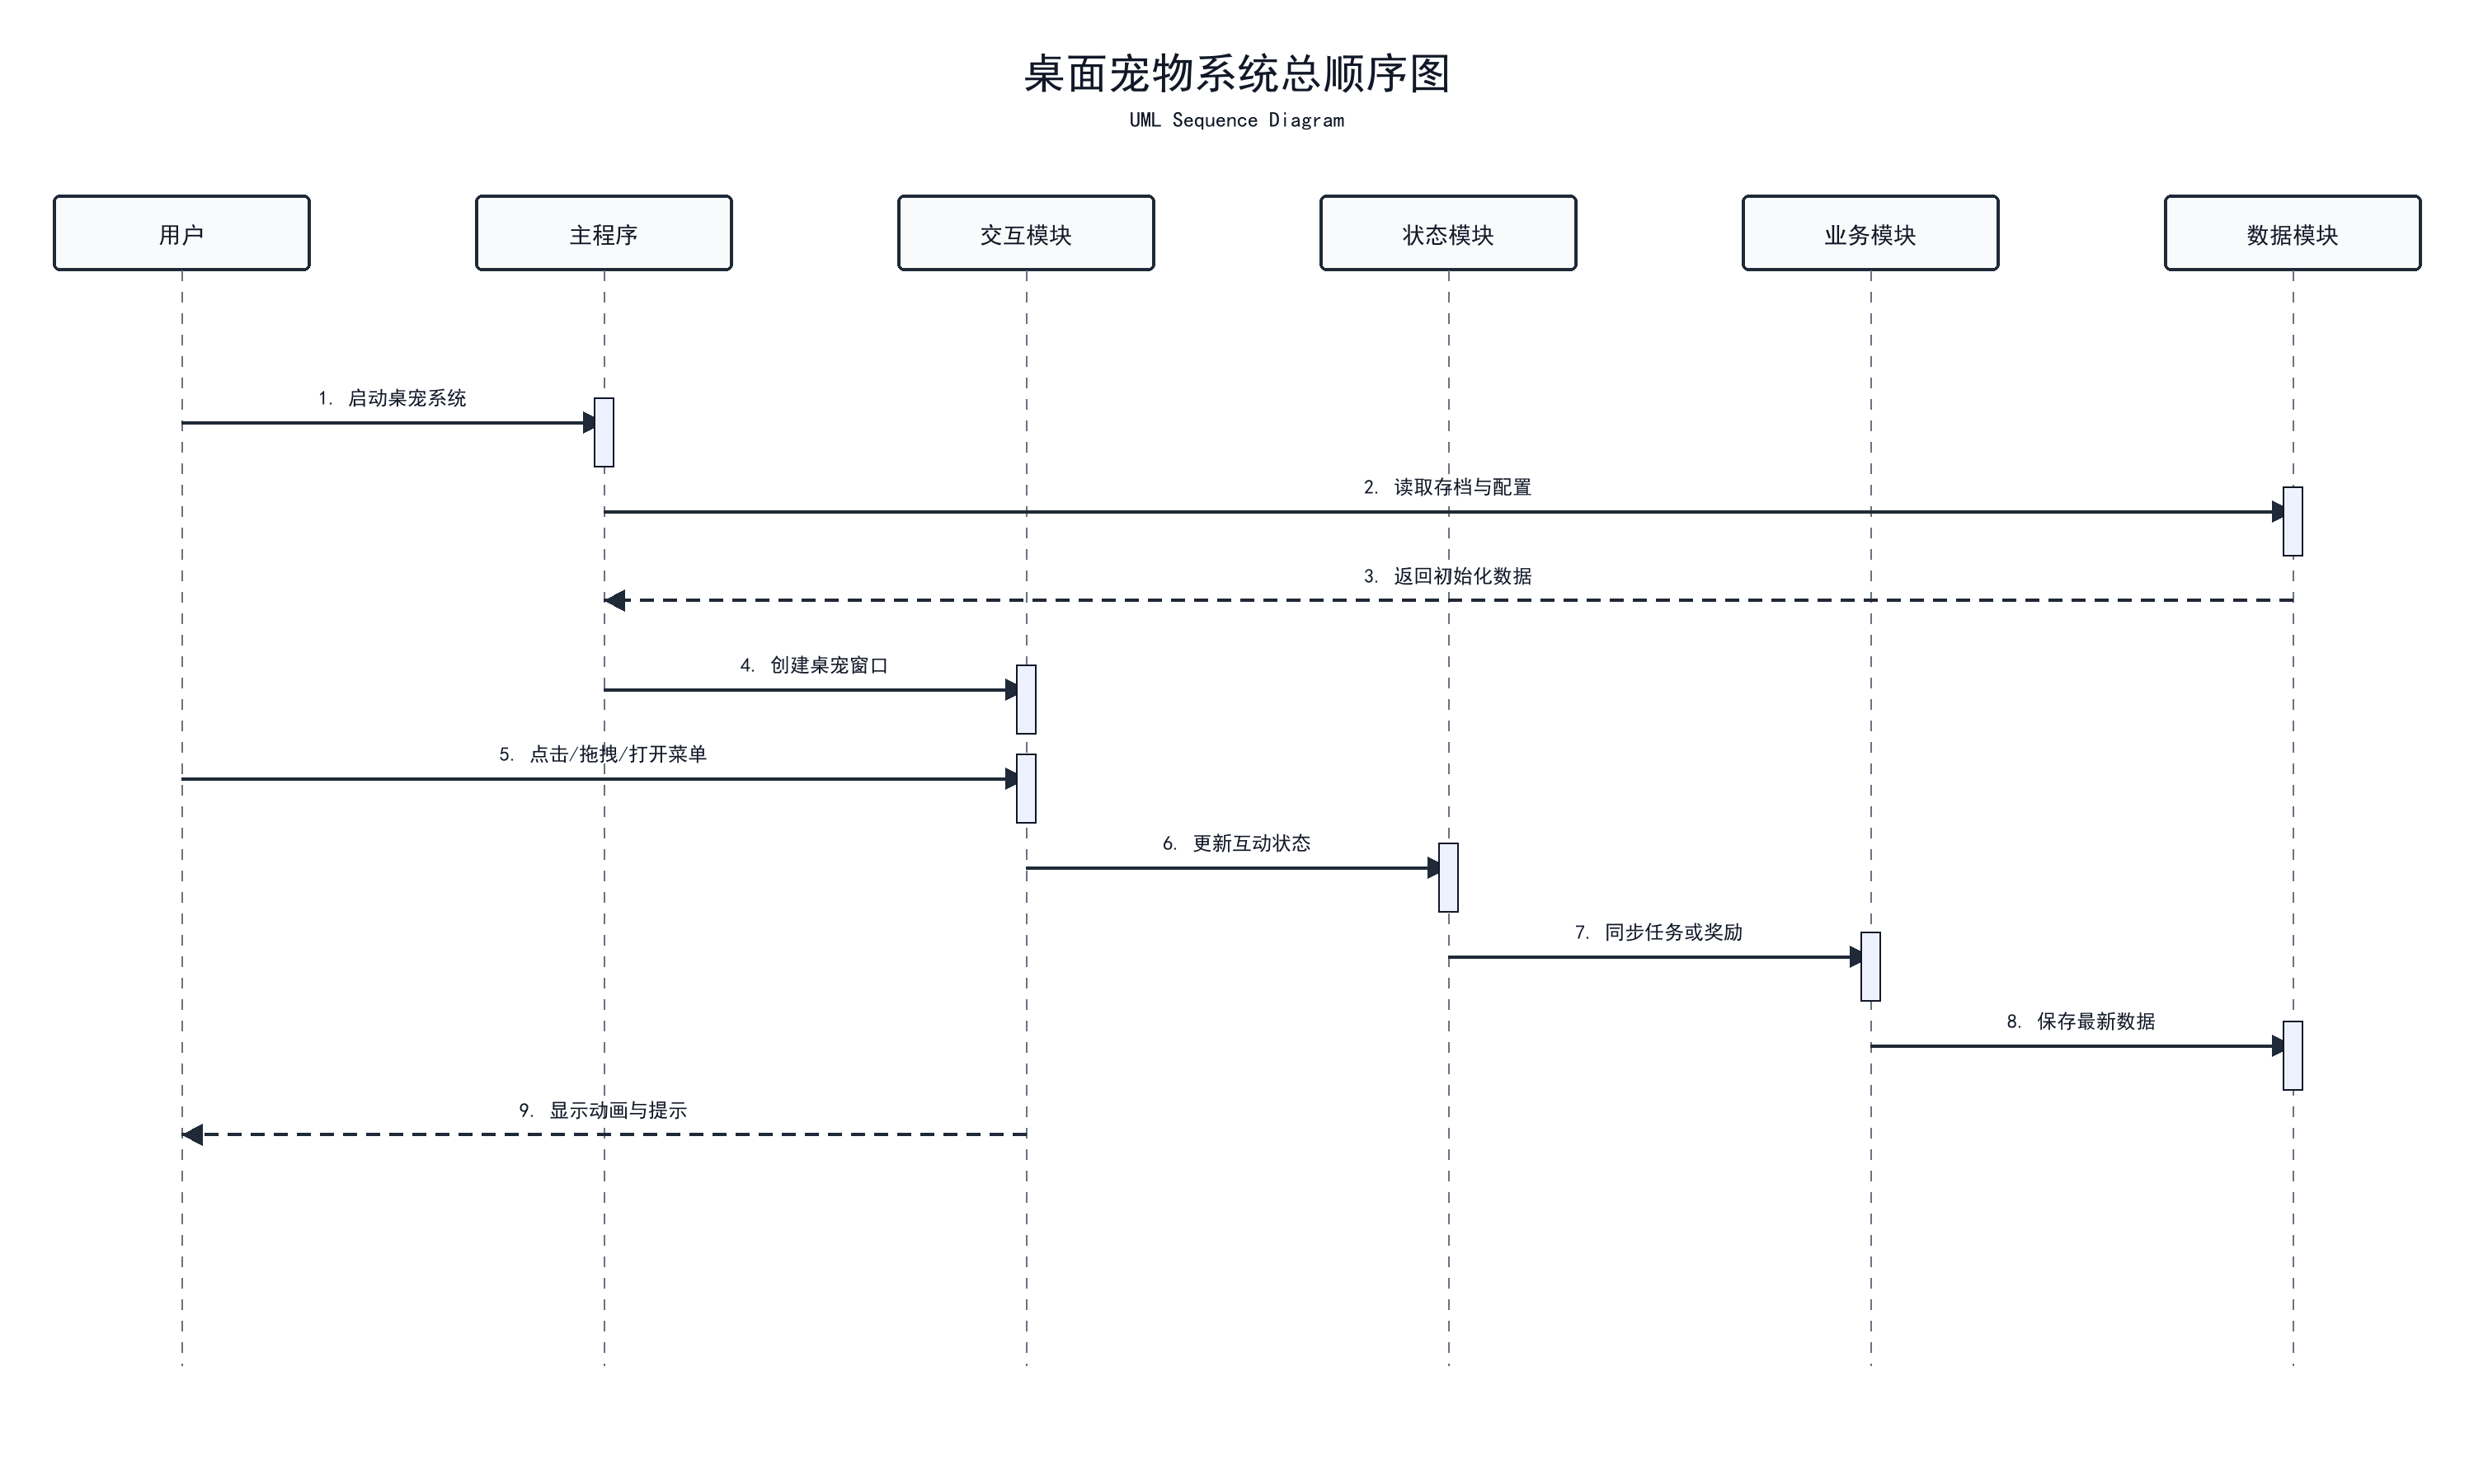 桌面宠物系统总顺序图
UML Sequence Diagram
用户
主程序
交互模块
状态模块
业务模块
数据模块
1. 启动桌宠系统
2. 读取存档与配置
3. 返回初始化数据
4. 创建桌宠窗口
5. 点击/拖拽/打开菜单
6. 更新互动状态
7. 同步任务或奖励
8. 保存最新数据
9. 显示动画与提示